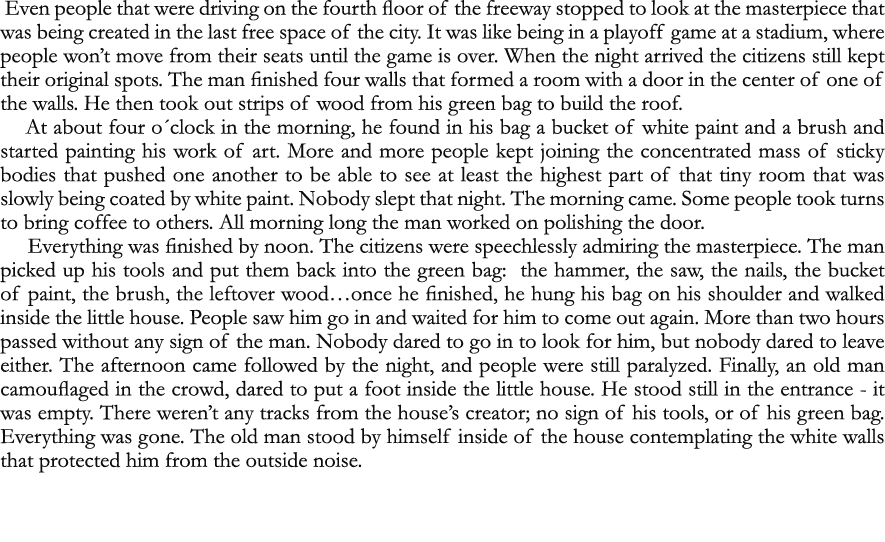 Even people that were driving on the fourth floor of the freeway stopped to look at the masterpiece that
was being created in the last free space of the city. It was like being in a playoff game at a stadium, where
people won't move from their seats until the game is over. When the night arrived the citizens still kept
their original spots. The man finished four walls that formed a room with a door in the center of one of
the walls. He then took out strips of wood from his green bag to build the roof.
At about four o´clock in the morning, he found in his bag a bucket of white paint and a brush and
started painting his work of art. More and more people kept joining the concentrated mass of sticky
bodies that pushed one another to be able to see at least the highest part of that tiny room that was
slowly being coated by white paint. Nobody slept that night. The morning came. Some people took turns
to bring coffee to others. All morning long the man worked on polishing the door.
Everything was finished by noon. The citizens were speechlessly admiring the masterpiece. The man
picked up his tools and put them back into the green bag: the hammer, the saw, the nails, the bucket
of paint, the brush, the leftover wood…once he finished, he hung his bag on his shoulder and walked
inside the little house. People saw him go in and waited for him to come out again. More than two hours
passed without any sign of the man. Nobody dared to go in to look for him, but nobody dared to leave
either. The afternoon came followed by the night, and people were still paralyzed. Finally, an old man
camouflaged in the crowd, dared to put a foot inside the little house. He stood still in the entrance - it
was empty. There weren't any tracks from the house's creator; no sign of his tools, or of his green bag.
Everything was gone. The old man stood by himself inside of the house contemplating the white walls
that protected him from the outside noise.